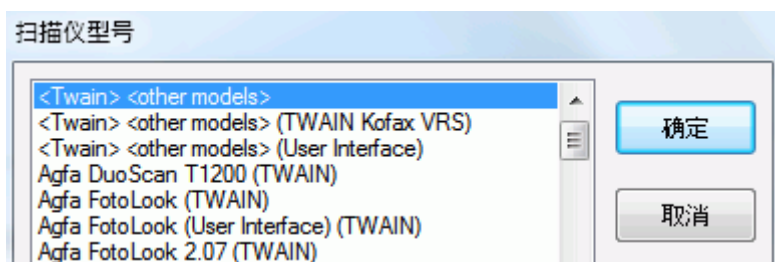 扫描仪型号
<Twain> <other models>
<Twain> <other models> (TWAIN Kofax VRS)
<Twain> <other models> (User Interface)
Agfa DuoScan T1200 (TWAIN)
Agfa FotoLook (TWAIN)
Agfa FotoLook (User Interface) (TWAIN)
Agfa FotoLook 2.07 (TWAIN)
确定
取消